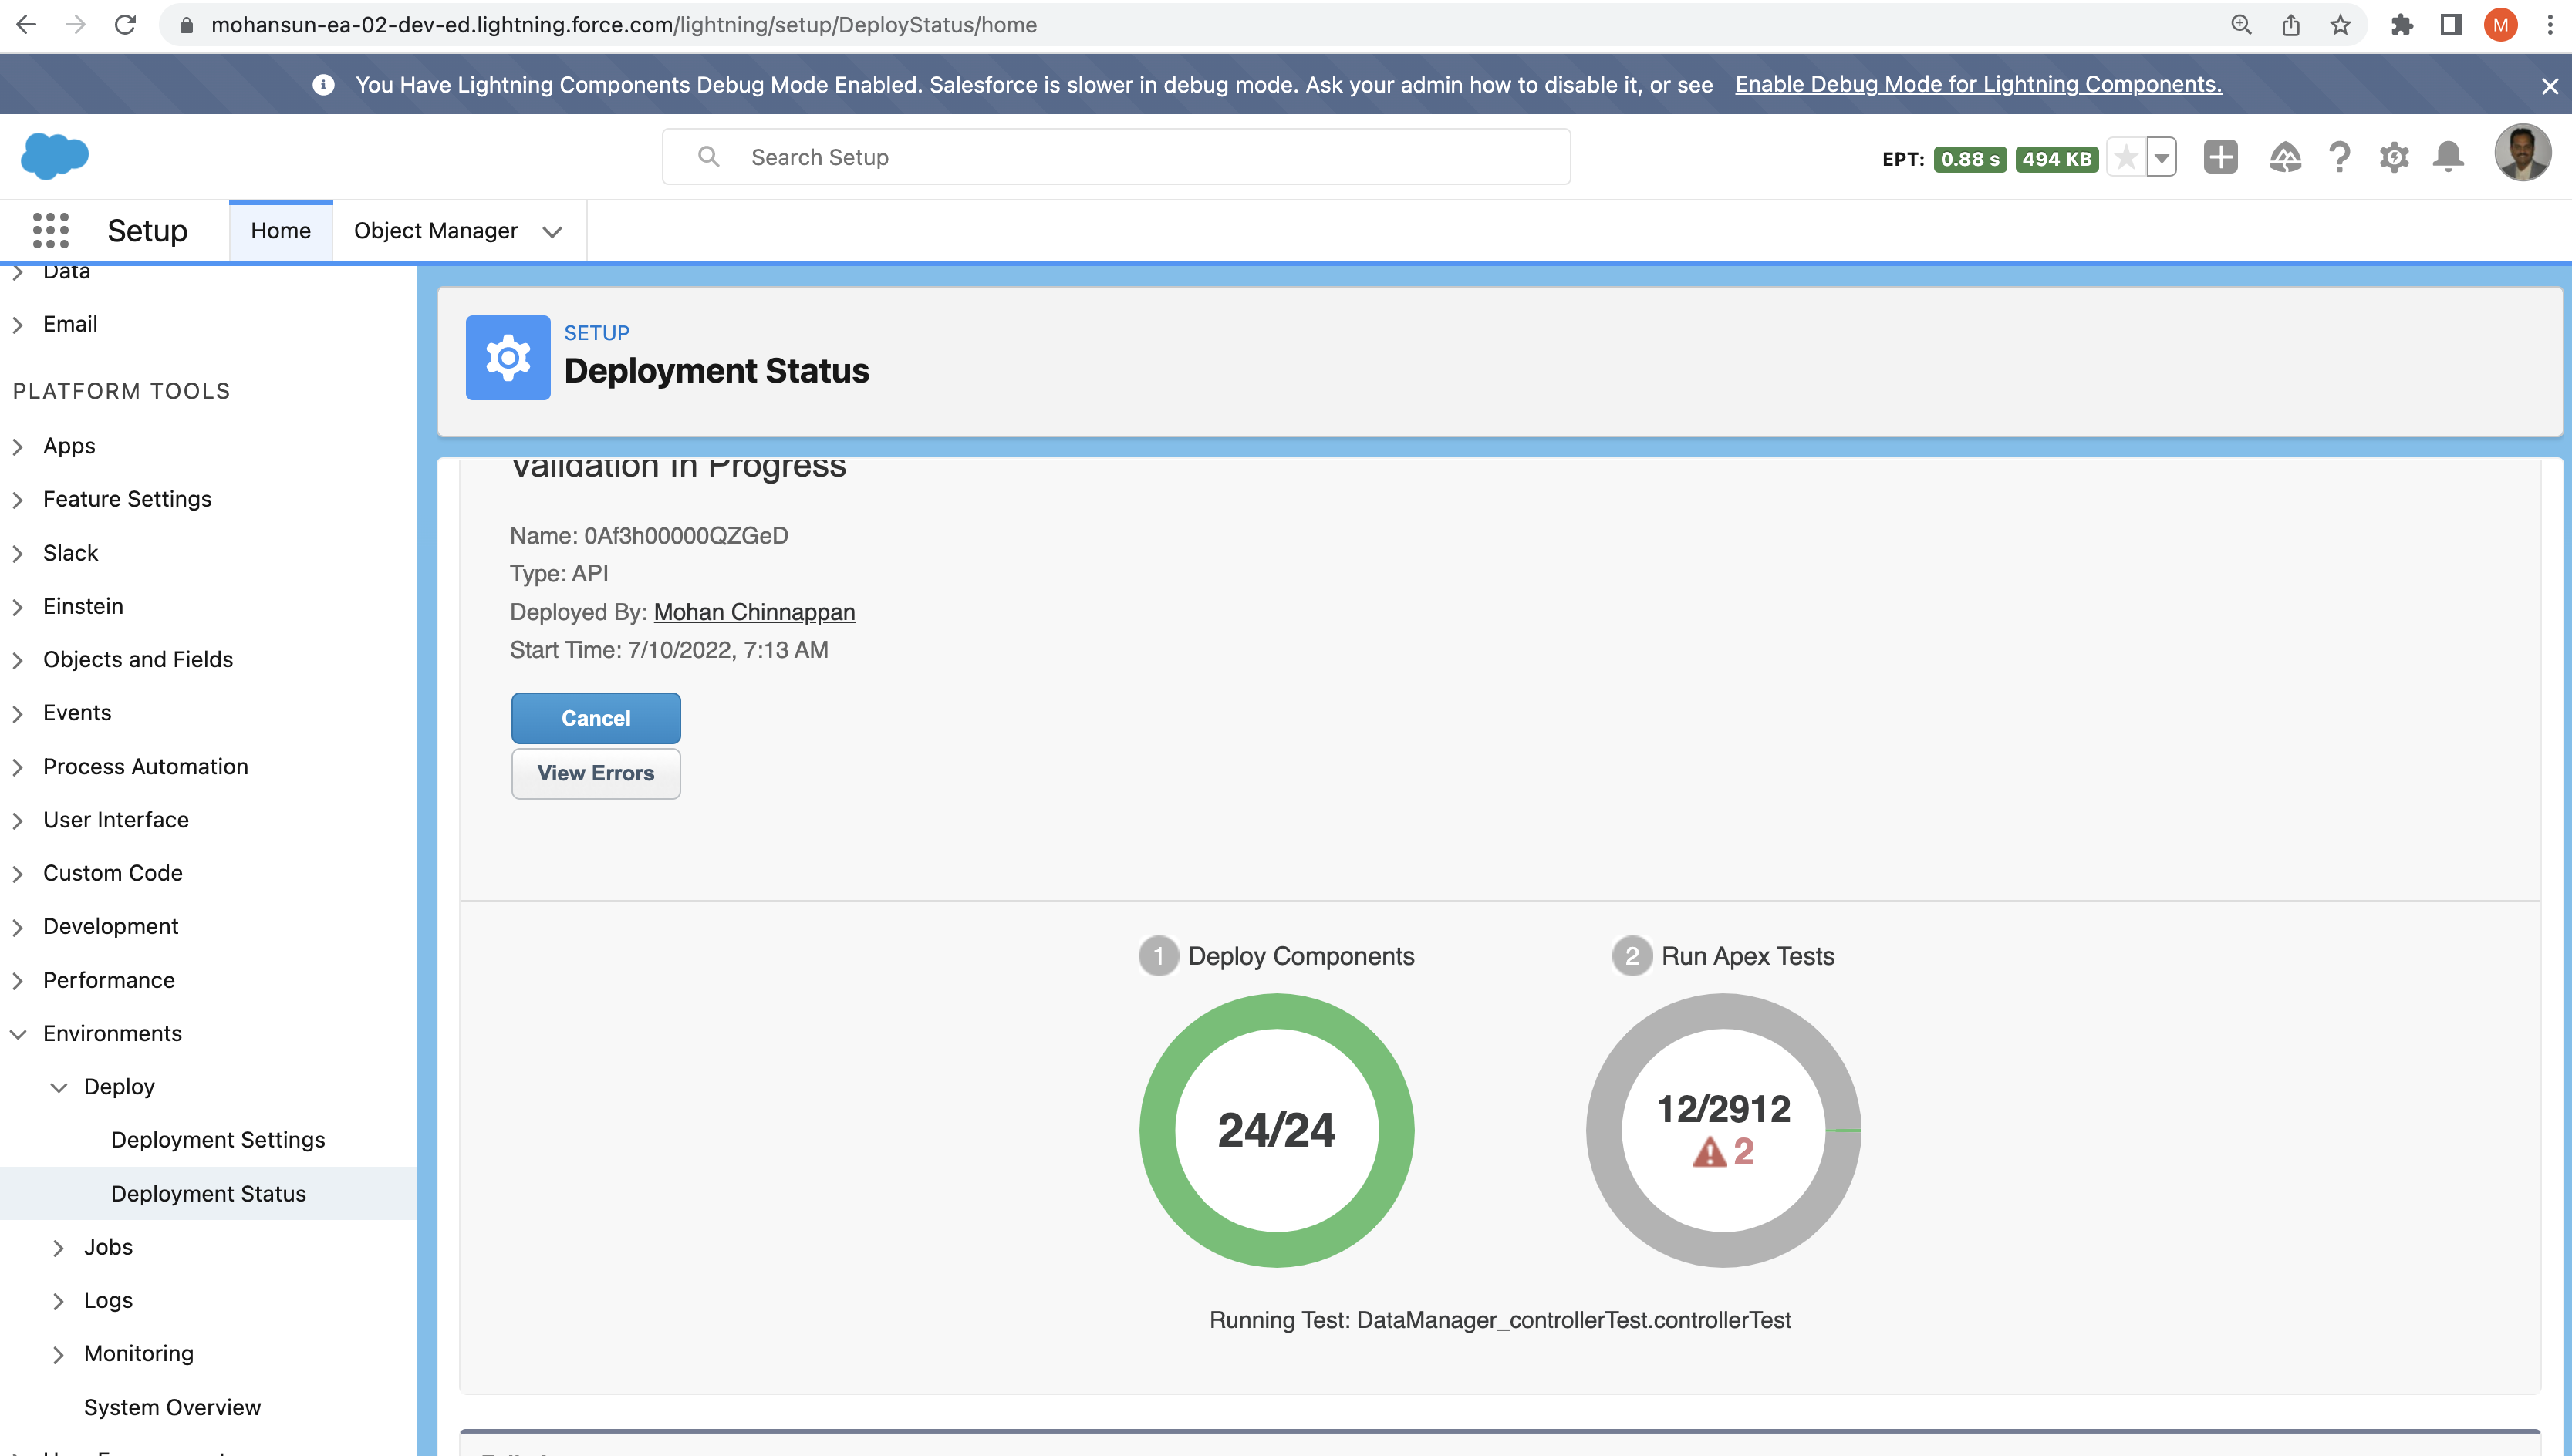 mohansun-ea-02-dev-ed.lightning.force.com/lightning/setup/DeployStatus/home
M
You Have Lightning Components Debug Mode Enabled. Salesforce is slower in debug mode. Ask your admin how to disable it, or see Enable Debug Mode for Lightning Components.
Search Setup
EPT: 0.88 s 494 KB
Setup Home Object Manager
Data
Email
PLATFORM TOOLS
Apps
Feature Settings
Slack
Einstein
Objects and Fields
Events
Process Automation
User Interface
Custom Code
Development
Performance
Environments
Deploy
Deployment Settings
Deployment Status
Jobs
Logs
Monitoring
System Overview
SETUP
Deployment Status
Validation In Progress
Name: 0Af3h00000QZGeD
Type: API
Deployed By: Mohan Chinnappan
Start Time: 7/10/2022, 7:13 AM
Cancel
View Errors
1 Deploy Components
24/24
2 Run Apex Tests
12/2912
2
Running Test: DataManager_controllerTest.controllerTest